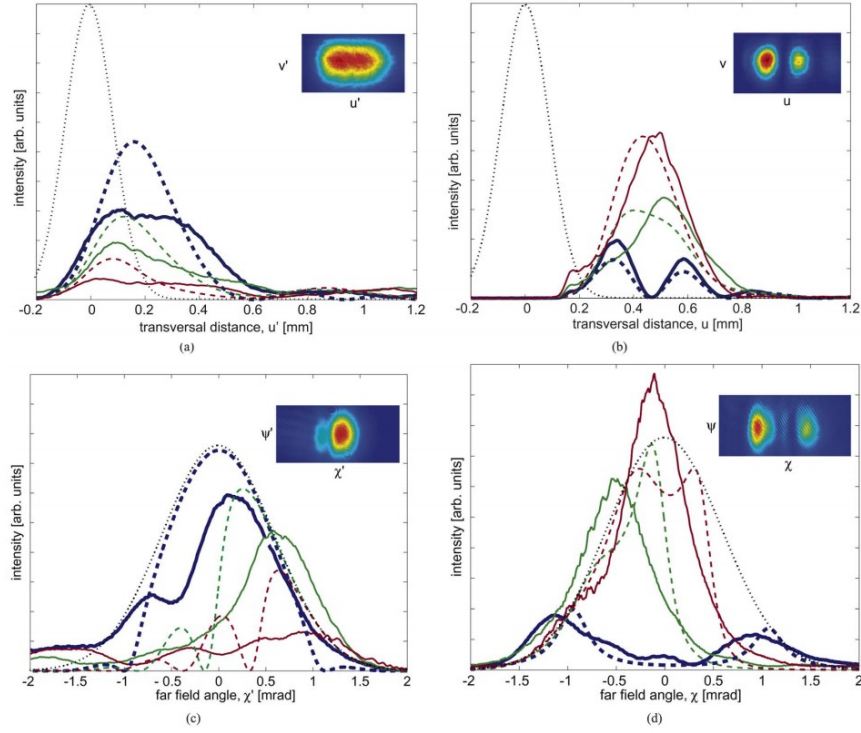 intensity [arb. units]
v'
u'
-0.2 0 0.2 0.4 0.6 0.8 1 1.2
transversal distance, u' [mm]
(a)
intensity [arb. units]
v
u
-0.2 0 0.2 0.4 0.6 0.8 1 1.2
transversal distance, u [mm]
(b)
intensity [arb. units]
ψ'
χ'
-2 -1.5 -1 -0.5 0 0.5 1 1.5 2
far field angle, χ' [mrad]
(c)
intensity [arb. units]
ψ
χ
-2 -1.5 -1 -0.5 0 0.5 1 1.5 2
far field angle, χ [mrad]
(d)